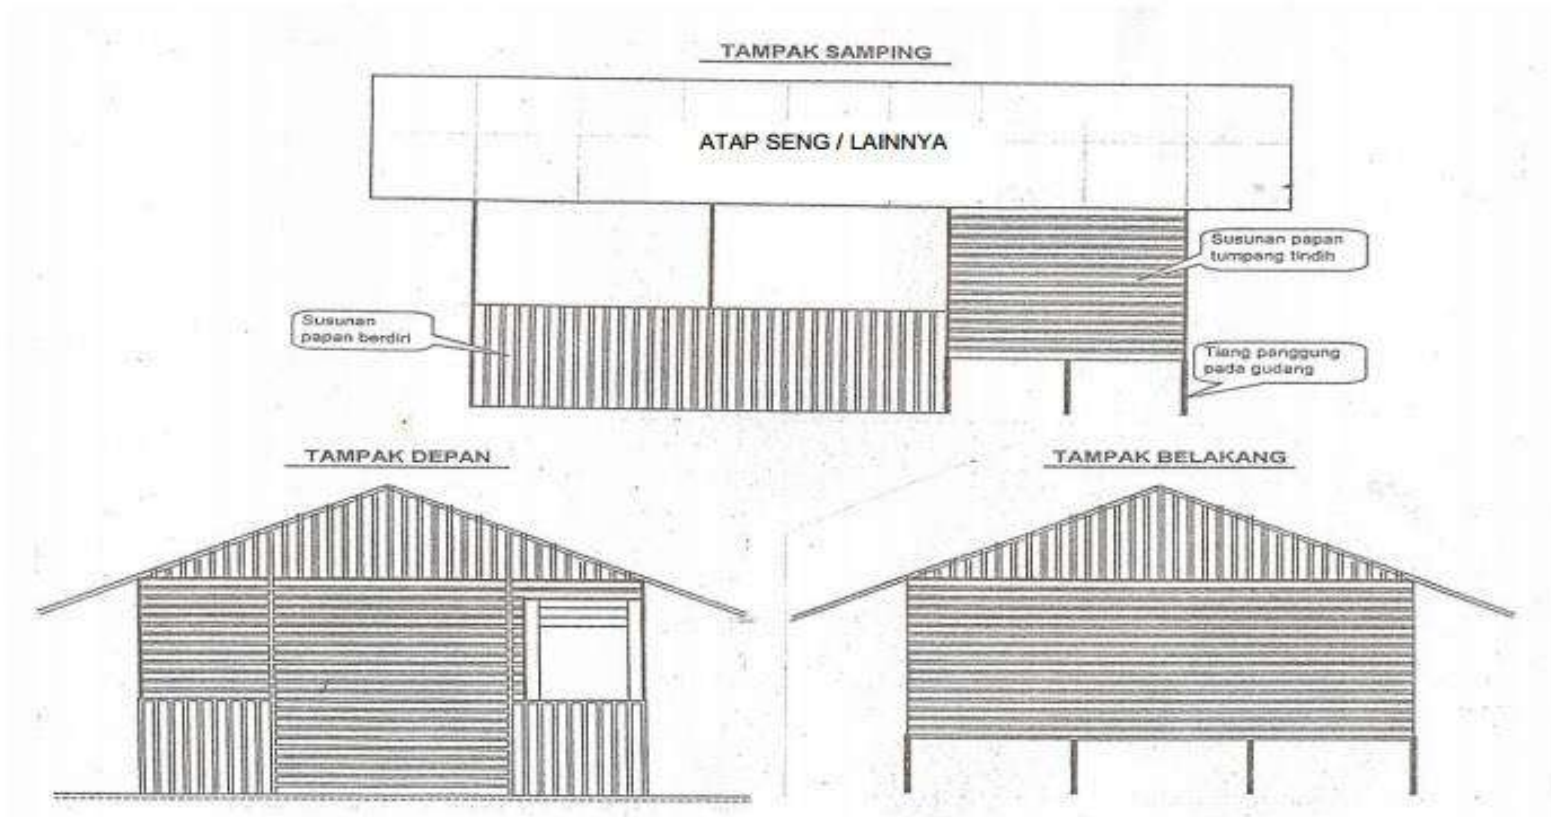 TAMPAK SAMPING
ATAP SENG / LAINNYA
Susunan papan
tumpang tindih
Susunan
papan berdiri
Tiang panggung
pada gudang
TAMPAK DEPAN
TAMPAK BELAKANG